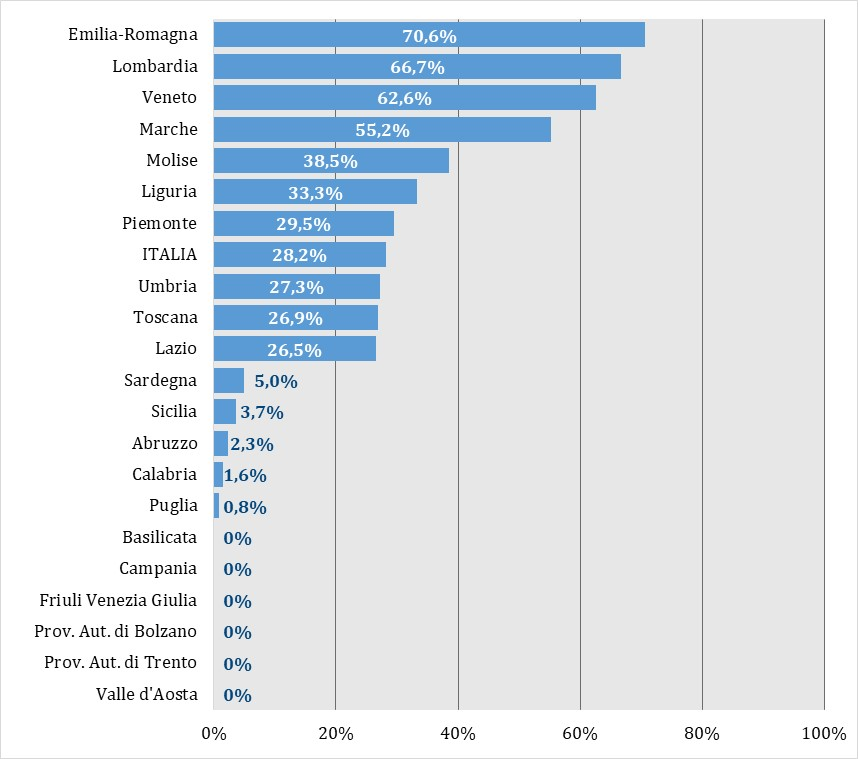 Emilia-Romagna 70,6%
Lombardia 66,7%
Veneto 62,6%
Marche 55,2%
Molise 38,5%
Liguria 33,3%
Piemonte 29,5%
ITALIA 28,2%
Umbria 27,3%
Toscana 26,9%
Lazio 26,5%
Sardegna 5,0%
Sicilia 3,7%
Abruzzo 2,3%
Calabria 1,6%
Puglia 0,8%
Basilicata 0%
Campania 0%
Friuli Venezia Giulia 0%
Prov. Aut. di Bolzano 0%
Prov. Aut. di Trento 0%
Valle d'Aosta 0%
0% 20% 40% 60% 80% 100%